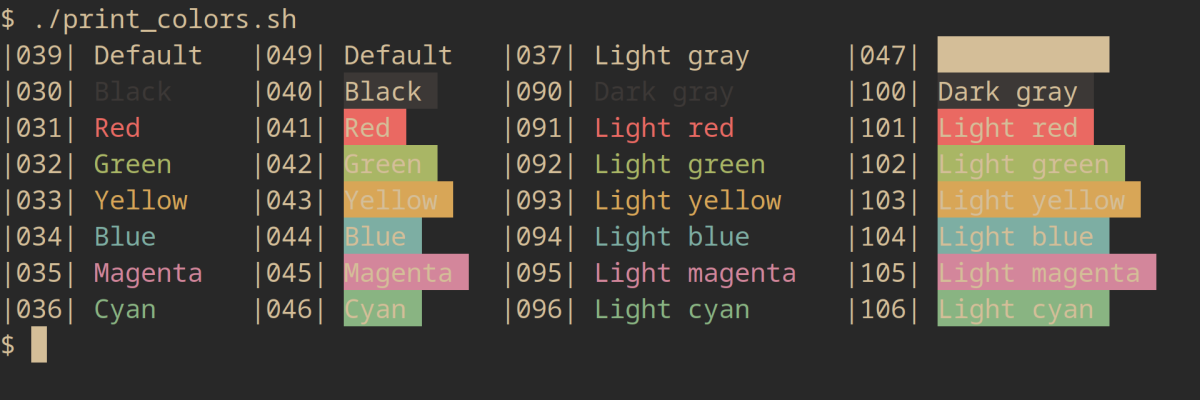 $ ./print_colors.sh
|039| Default |049| Default |037| Light gray |047|
|030| Black |040| Black |090| Dark gray |100| Dark gray
|031| Red |041| Red |091| Light red |101| Light red
|032| Green |042| Green |092| Light green |102| Light green
|033| Yellow |043| Yellow |093| Light yellow |103| Light yellow
|034| Blue |044| Blue |094| Light blue |104| Light blue
|035| Magenta |045| Magenta |095| Light magenta |105| Light magenta
|036| Cyan |046| Cyan |096| Light cyan |106| Light cyan
$